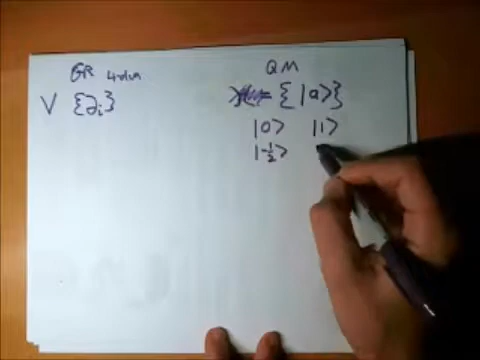 GR 4dim
QM
V {∂ᵢ}
= {|a>}
|0> |1>
|-½>